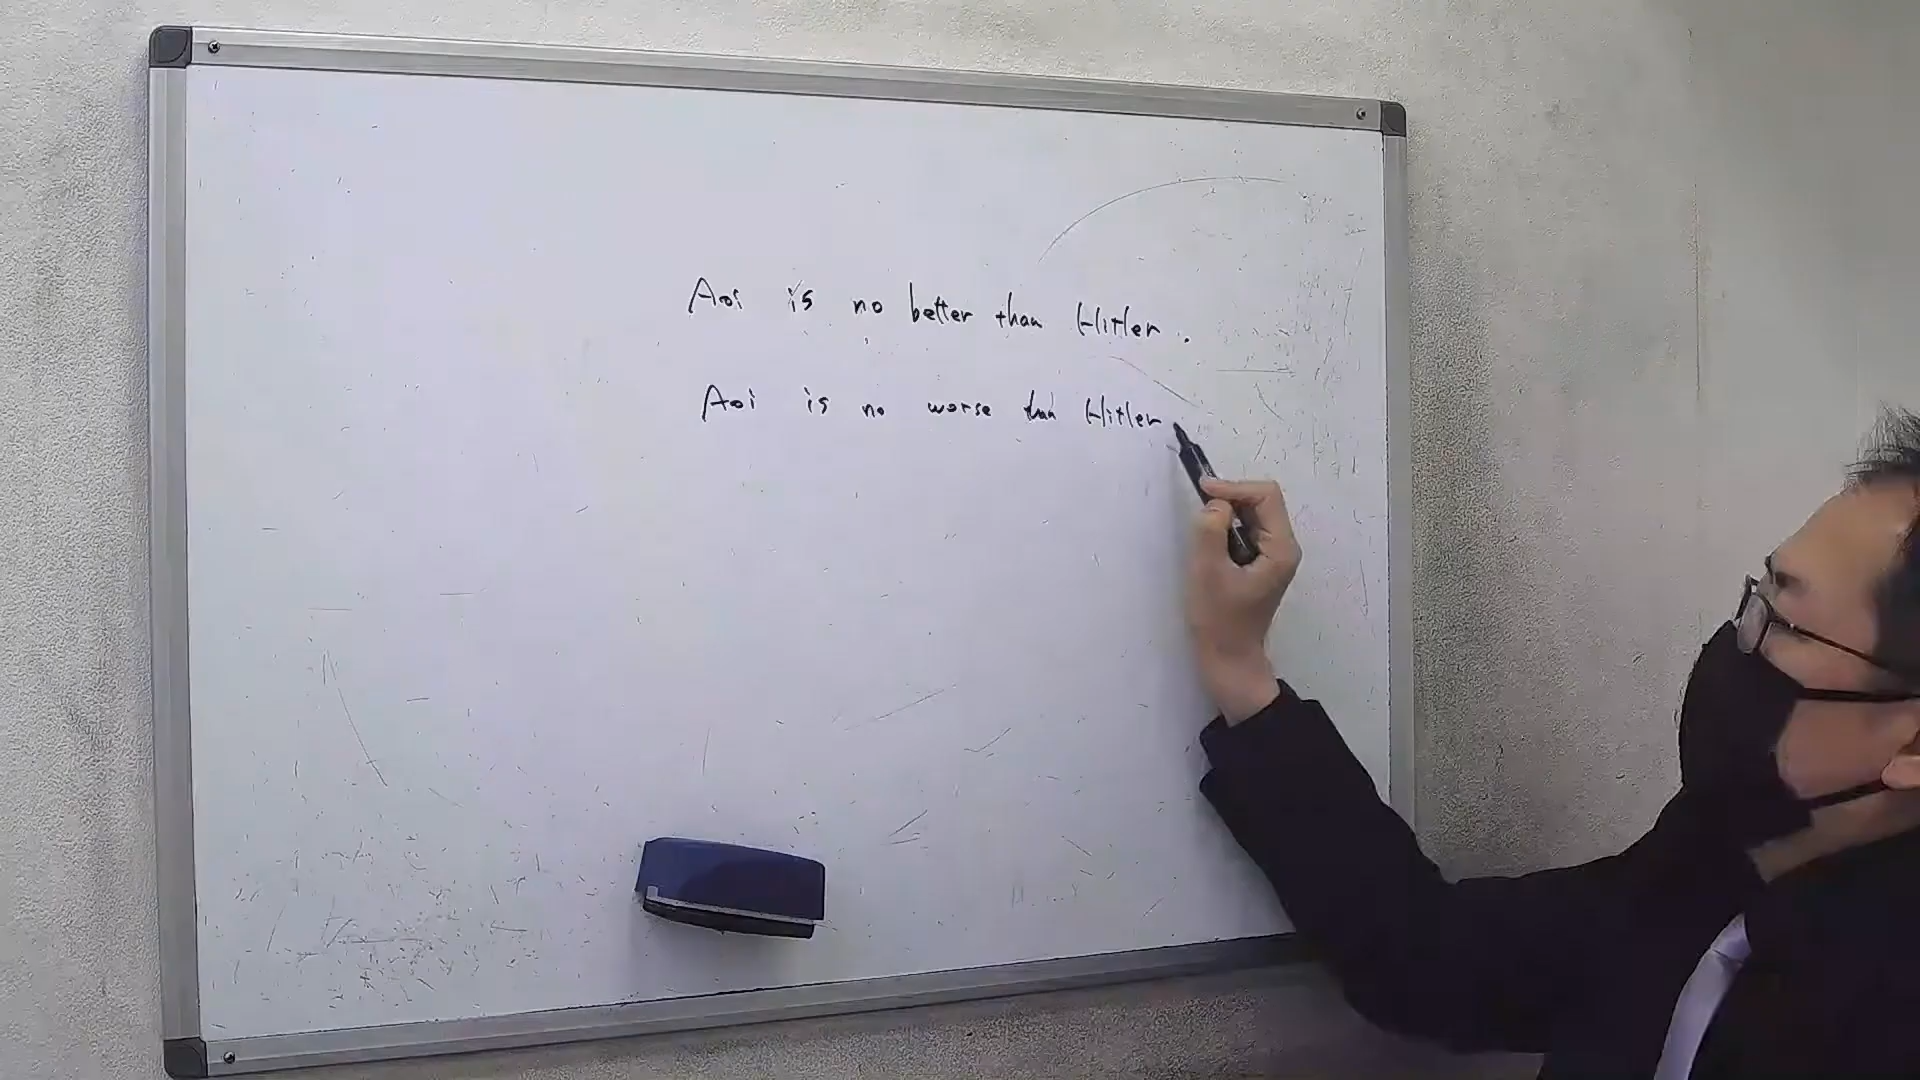 Aoi is no better than Hitler.
Aoi is no worse than Hitler